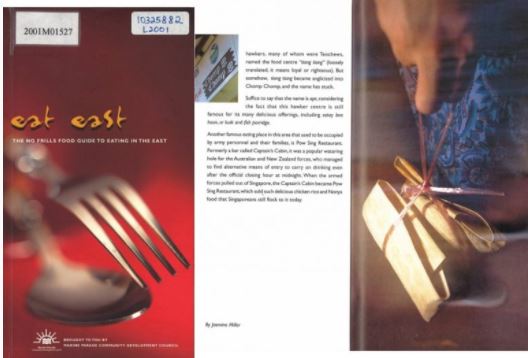 2001M01527
10325882
L2001
eat east
THE NO FRILLS FOOD GUIDE TO EATING IN THE EAST
BROUGHT TO YOU BY
MARINE PARADE COMMUNITY DEVELOPMENT COUNCIL
hawkers, many of whom were Teochews,
named the food centre "tiong tiong" (loosely
translated, it means loyal or righteous). But
somehow, tiong tiong became anglicized into
Chomp Chomp, and the name has stuck.
Suffice to say that the name is apt, considering
the fact that this hawker centre is still
famous for its many delicious offerings, including satay bee
hoon, or luak and fish porridge.
Another famous eating place in this area that used to be occupied
by army personnel and their families, is Pow Sing Restaurant.
Formerly a bar called Captain's Cabin, it was a popular watering
hole for the Australian and New Zealand forces, who managed
to find alternative means of entry to carry on drinking even
after the official closing hour at midnight. When the armed
forces pulled out of Singapore, the Captain's Cabin became Pow
Sing Restaurant, which sold such delicious chicken rice and Nonya
food that Singaporeans still flock to it today.
By Jasmine Millar